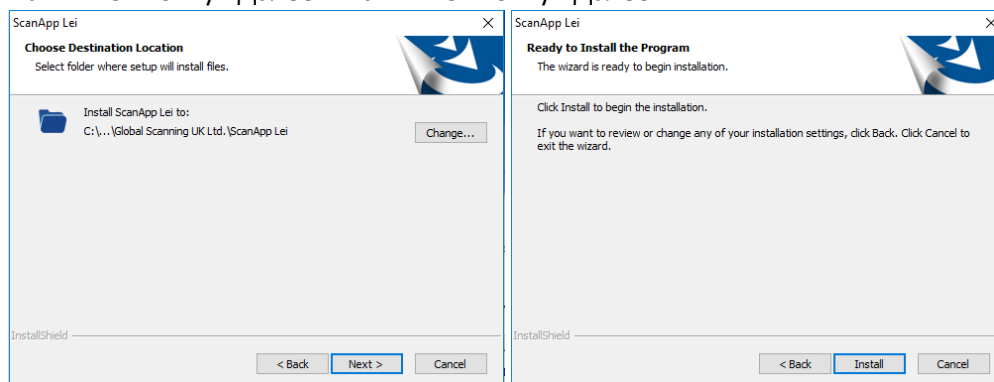 ScanApp Lei
Choose Destination Location
Select folder where setup will install files.
Install ScanApp Lei to:
C:\...\Global Scanning UK Ltd.\ScanApp Lei
Change...
InstallShield
< Back Next > Cancel
ScanApp Lei
Ready to Install the Program
The wizard is ready to begin installation.
Click Install to begin the installation.
If you want to review or change any of your installation settings, click Back. Click Cancel to
exit the wizard.
InstallShield
< Back Install Cancel